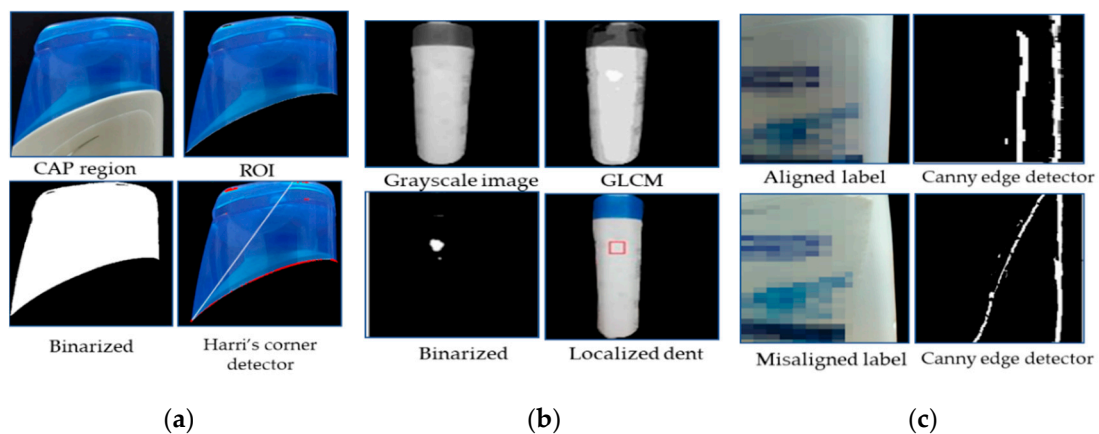 CAP region
ROI
Grayscale image
GLCM
Aligned label
Canny edge detector
Binarized
Harri's corner
detector
Binarized
Localized dent
Misaligned label
Canny edge detector
(a)
(b)
(c)